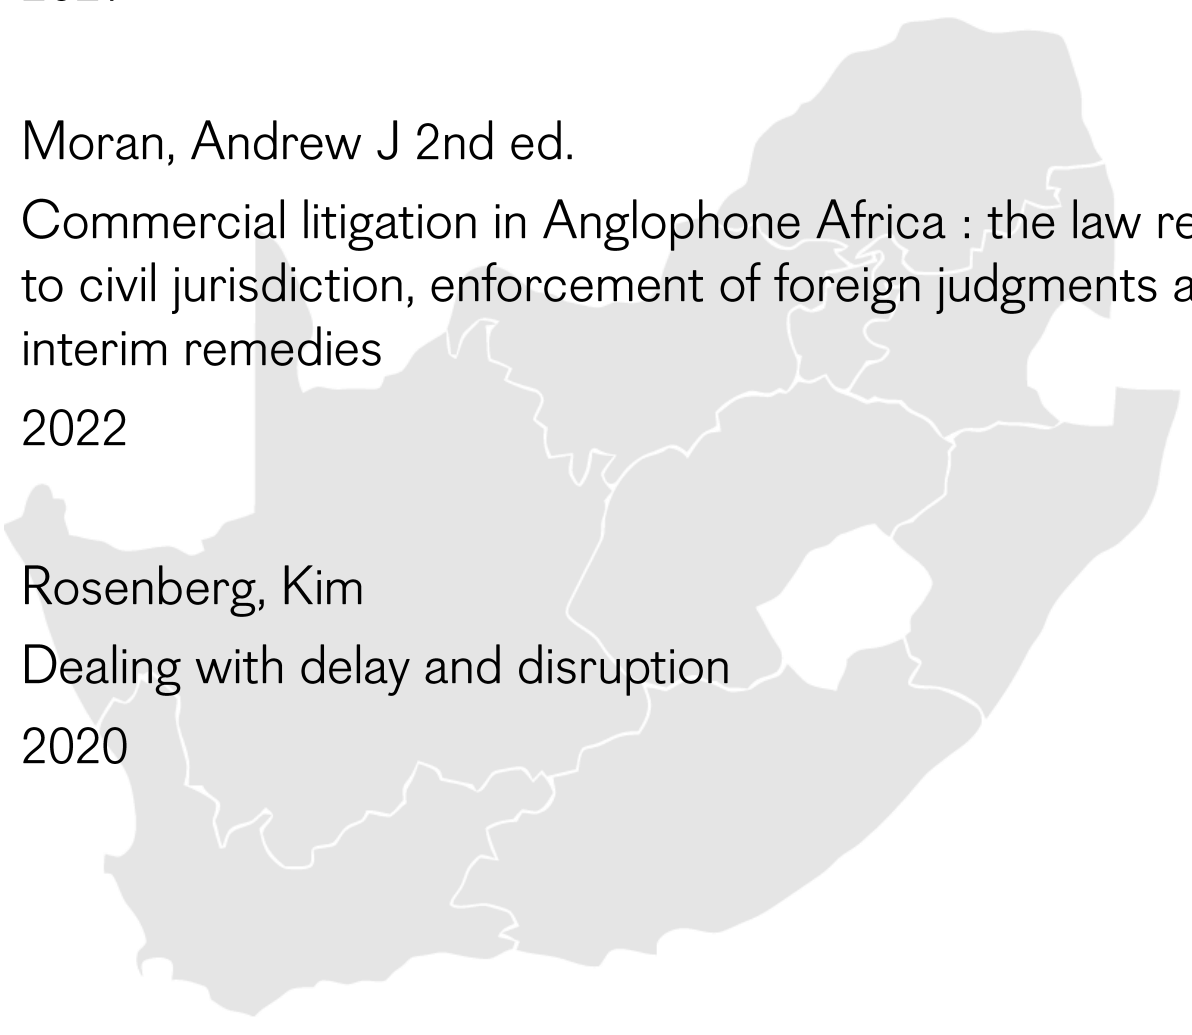 Moran, Andrew J 2nd ed.
Commercial litigation in Anglophone Africa : the law
to civil jurisdiction, enforcement of foreign judgments
interim remedies
2022
Rosenberg, Kim
Dealing with delay and disruption
2020